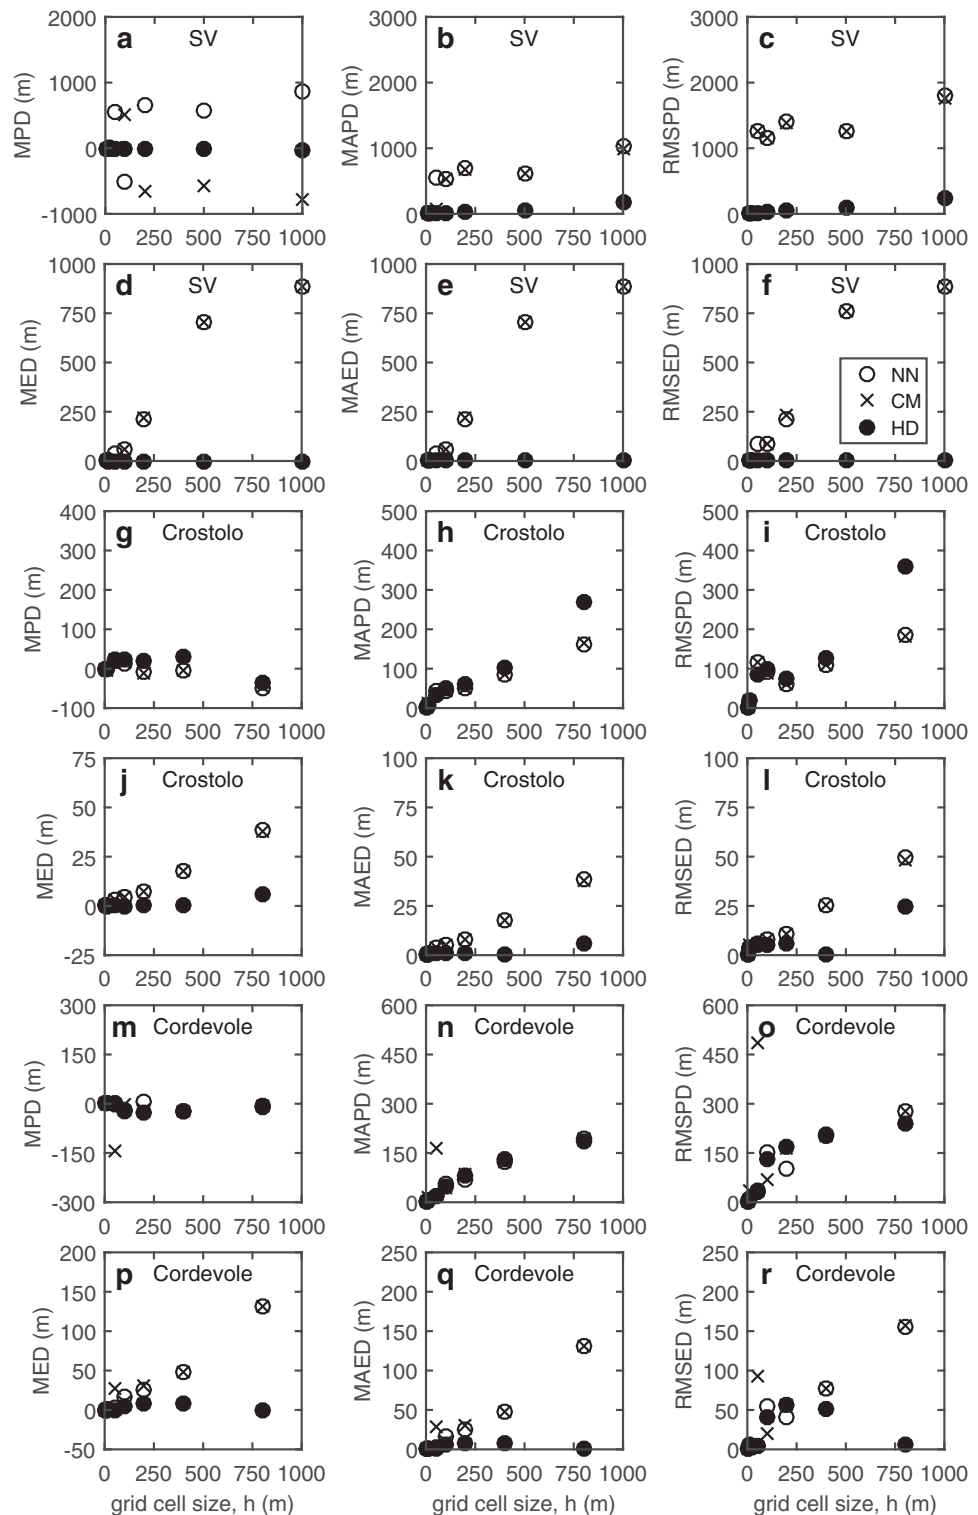 a SV
MPD (m)
2000
1000
0
-1000
0 250 500 750 1000
b SV
MAPD (m)
3000
2000
1000
0
0 250 500 750 1000
c SV
RMSPD (m)
3000
2000
1000
0
0 250 500 750 1000
d SV
MED (m)
1000
750
500
250
0
0 250 500 750 1000
e SV
MAED (m)
1000
750
500
250
0
0 250 500 750 1000
f SV
RMSED (m)
1000
750
500
250
0
0 250 500 750 1000
NN
CM
HD
g Crostolo
MPD (m)
400
300
200
100
0
-100
0 250 500 750 1000
h Crostolo
MAPD (m)
500
400
300
200
100
0
0 250 500 750 1000
i Crostolo
RMSPD (m)
500
400
300
200
100
0
0 250 500 750 1000
j Crostolo
MED (m)
75
50
25
0
-25
0 250 500 750 1000
k Crostolo
MAED (m)
100
75
50
25
0
0 250 500 750 1000
l Crostolo
RMSED (m)
100
75
50
25
0
0 250 500 750 1000
m Cordevole
MPD (m)
300
150
0
-150
-300
0 250 500 750 1000
n Cordevole
MAPD (m)
600
450
300
150
0
0 250 500 750 1000
o Cordevole
RMSPD (m)
600
450
300
150
0
0 250 500 750 1000
p Cordevole
MED (m)
200
150
100
50
0
-50
0 250 500 750 1000
grid cell size, h (m)
q Cordevole
MAED (m)
250
200
150
100
50
0
0 250 500 750 1000
grid cell size, h (m)
r Cordevole
RMSED (m)
250
200
150
100
50
0
0 250 500 750 1000
grid cell size, h (m)